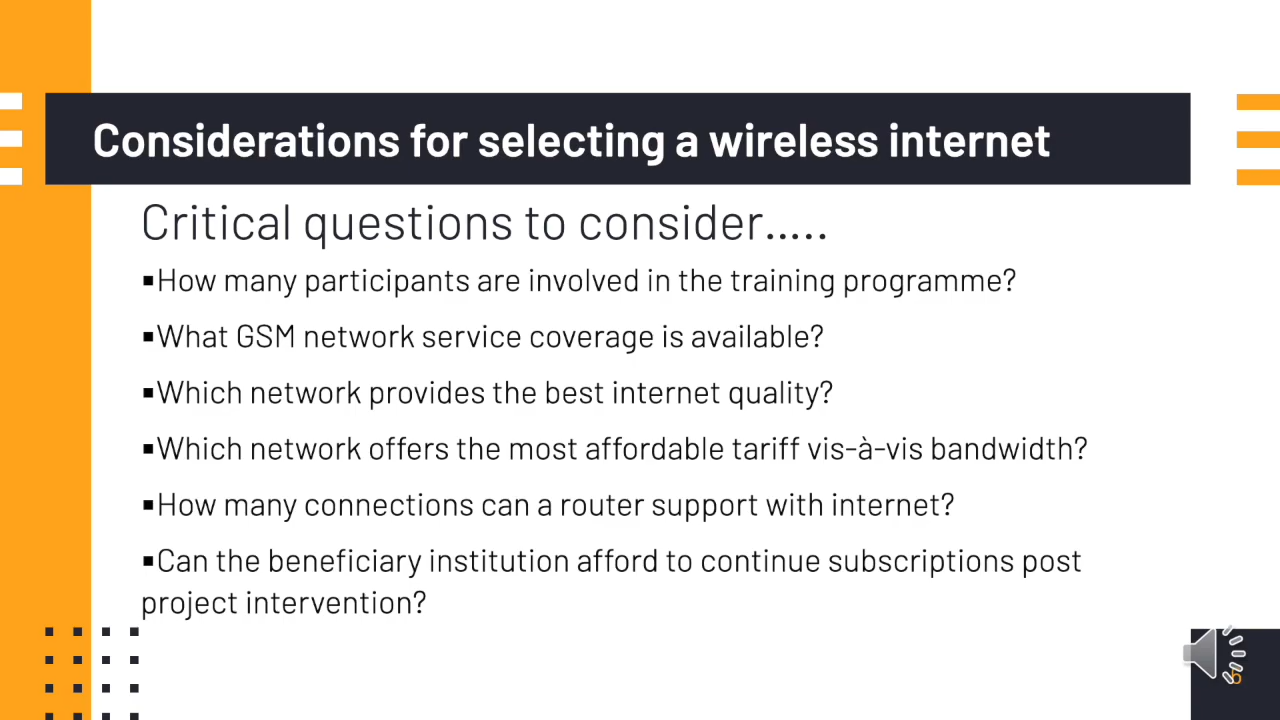 Considerations for selecting a wireless internet
Critical questions to consider.....
▪How many participants are involved in the training programme?
▪What GSM network service coverage is available?
▪Which network provides the best internet quality?
▪Which network offers the most affordable tariff vis-à-vis bandwidth?
▪How many connections can a router support with internet?
▪Can the beneficiary institution afford to continue subscriptions post
project intervention?